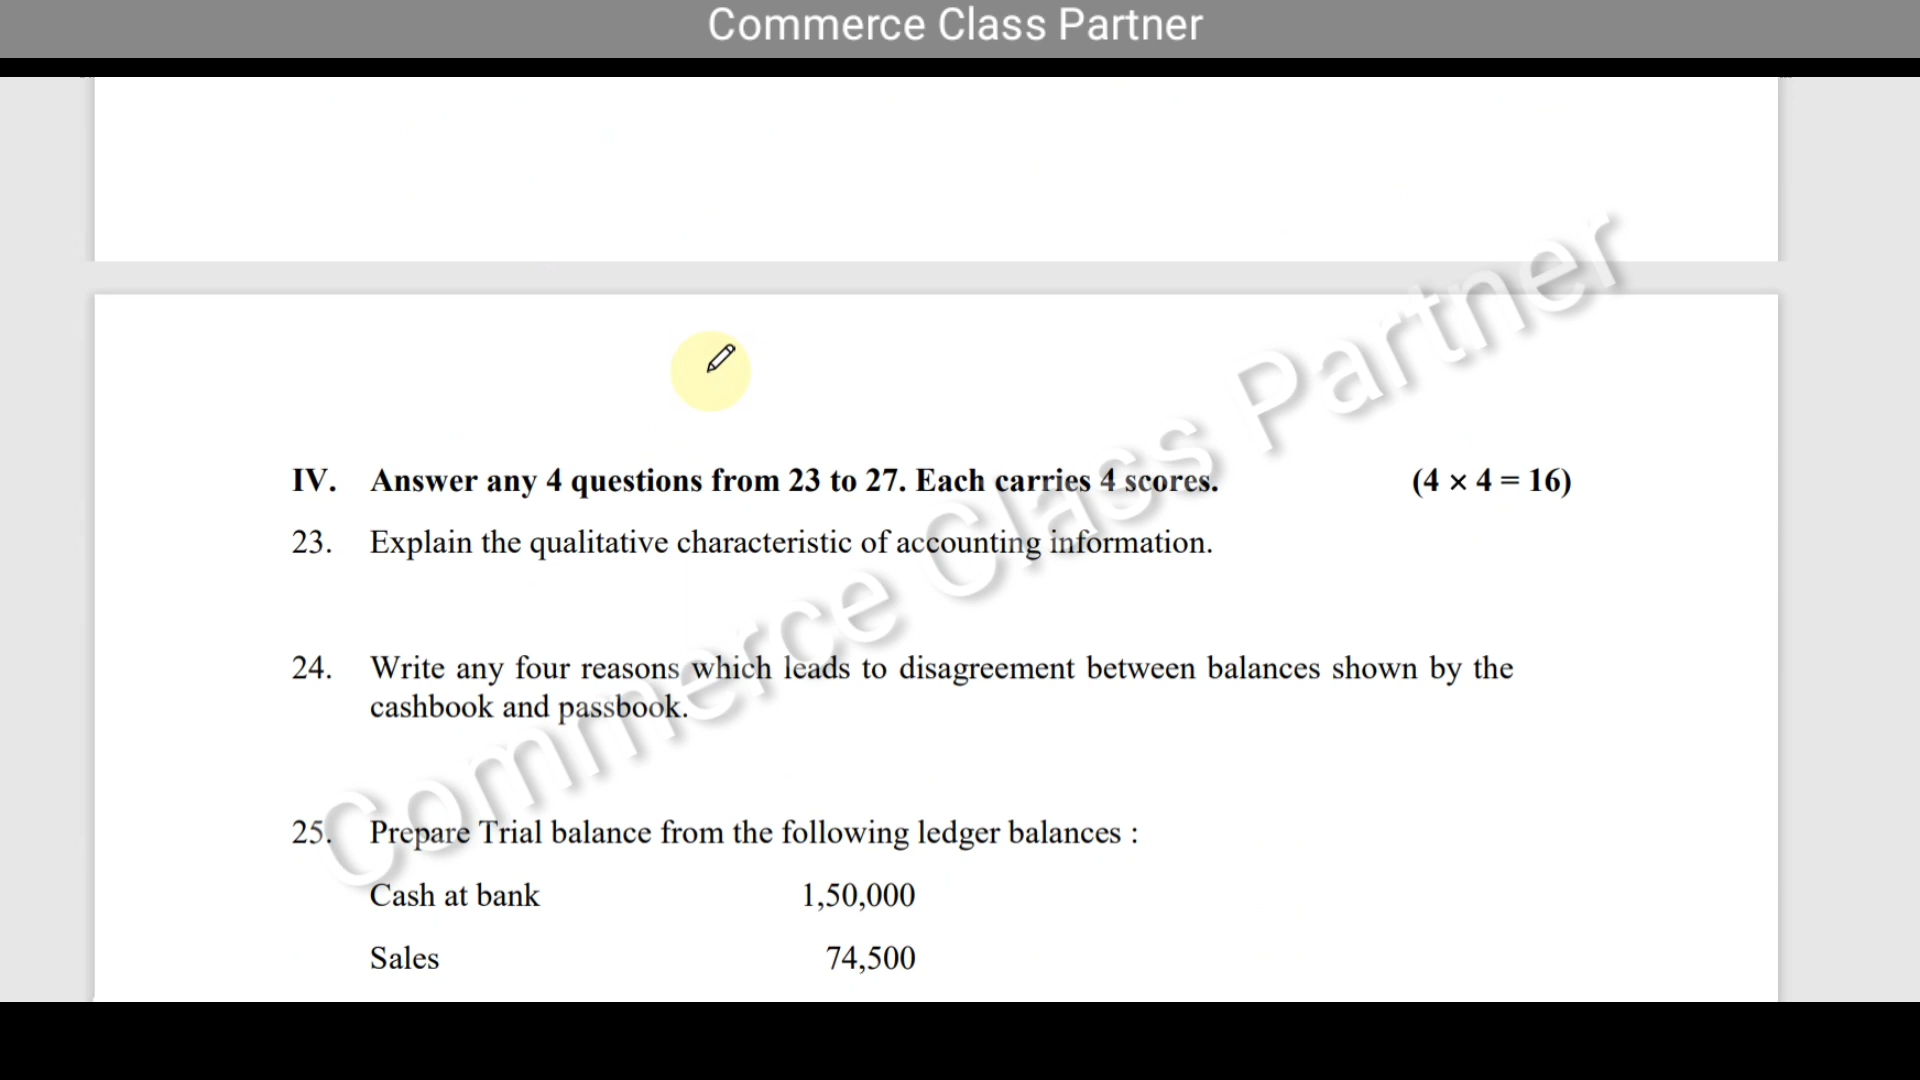 Commerce Class Partner
IV. Answer any 4 questions from 23 to 27. Each carries 4 scores. (4 × 4 = 16)
23. Explain the qualitative characteristic of accounting information.
24. Write any four reasons which leads to disagreement between balances shown by the
cashbook and passbook.
25. Prepare Trial balance from the following ledger balances :
Cash at bank 1,50,000
Sales 74,500
Commerce Class Partner